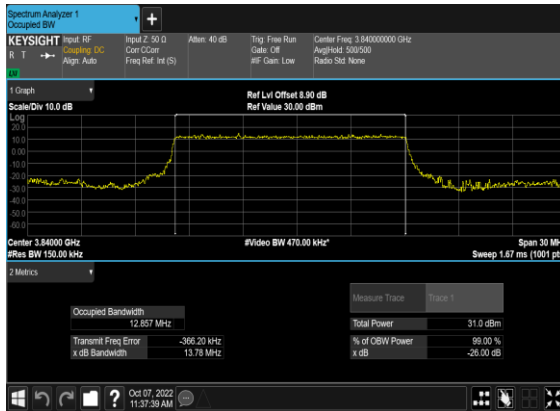 Spectrum Analyzer 1
Occupied BW
+
KEYSIGHT Input: RF Input Z: 50 Ω Atten: 40 dB Trig: Free Run Center Freq: 3.840000000 GHz
R T Coupling: DC Corr CCorr Gate: Off Avg|Hold: 500/500
Align: Auto Freq Ref: Int (S) #IF Gain: Low Radio Std: None
LXI
1 Graph
Ref Lvl Offset 8.90 dB
Scale/Div 10.0 dB Ref Value 30.00 dBm
Log
20.0
10.0
0.00
-10.0
-20.0
-30.0
-40.0
-50.0
-60.0
Center 3.84000 GHz #Video BW 470.00 kHz* Span 30 MH
#Res BW 150.00 kHz Sweep 1.67 ms (1001 pt
2 Metrics
Measure Trace Trace 1
Occupied Bandwidth
12.857 MHz Total Power 31.0 dBm
Transmit Freq Error -366.20 kHz % of OBW Power 99.00 %
x dB Bandwidth 13.78 MHz x dB -26.00 dB
? Oct 07, 2022
11:37:39 AM